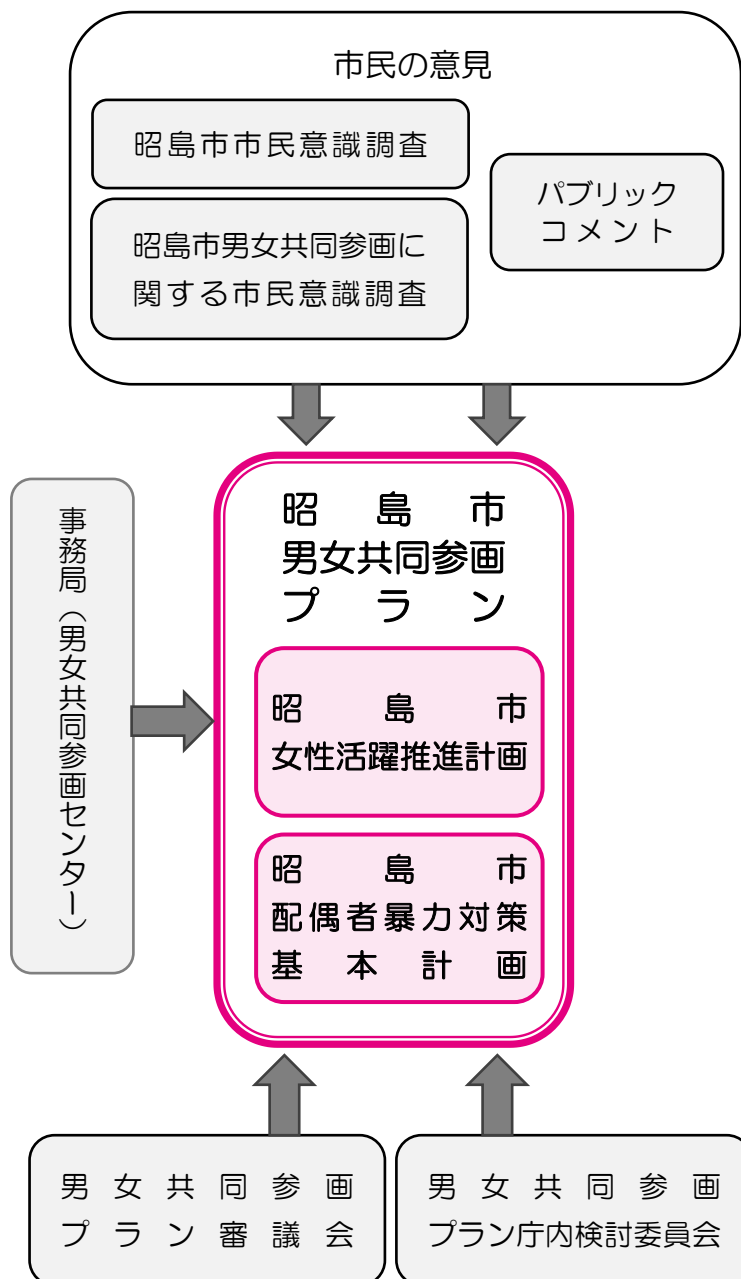 市民の意見
昭島市市民意識調査
昭島市男女共同参画に
関する市民意識調査
パブリック
コメント
事務局（男女共同参画センター）
昭島市
男女共同参画
プラン
昭島市
女性活躍推進計画
昭島市
配偶者暴力対策
基本計画
男女共同参画
プラン審議会
男女共同参画
プラン庁内検討委員会